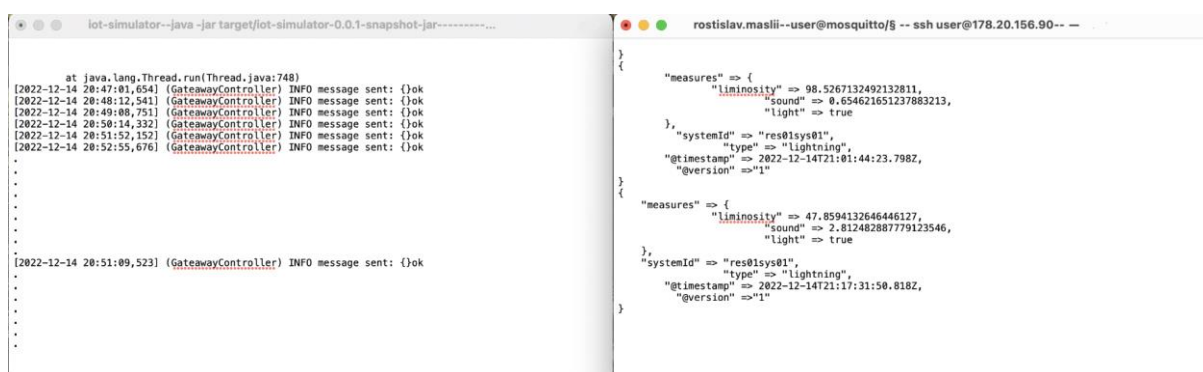 iot-simulator--java -jar target/iot-simulator-0.0.1-snapshot-jar---------...
at java.lang.Thread.run(Thread.java:748)
[2022-12-14 20:47:01,654] (GateawayController) INFO message sent: {}ok
[2022-12-14 20:48:12,541] (GateawayController) INFO message sent: {}ok
[2022-12-14 20:49:08,751] (GateawayController) INFO message sent: {}ok
[2022-12-14 20:50:14,332] (GateawayController) INFO message sent: {}ok
[2022-12-14 20:51:52,152] (GateawayController) INFO message sent: {}ok
[2022-12-14 20:52:55,676] (GateawayController) INFO message sent: {}ok
.
.
.
.
.
.
.
.
[2022-12-14 20:51:09,523] (GateawayController) INFO message sent: {}ok
.
.
.
.
.
.
rostislav.maslii--user@mosquitto/§ -- ssh user@178.20.156.90-- —
}
{
"measures" => {
"liminosity" => 98.5267132492132811,
"sound" => 0.654621651237883213,
"light" => true
},
"systemId" => "res01sys01",
"type" => "lightning",
"@timestamp" => 2022-12-14T21:01:44:23.798Z,
"@version" =>"1"
}
{
"measures" => {
"liminosity" => 47.8594132646446127,
"sound" => 2.812482887779123546,
"light" => true
},
"systemId" => "res01sys01",
"type" => "lightning",
"@timestamp" => 2022-12-14T21:17:31:50.818Z,
"@version" =>"1"
}